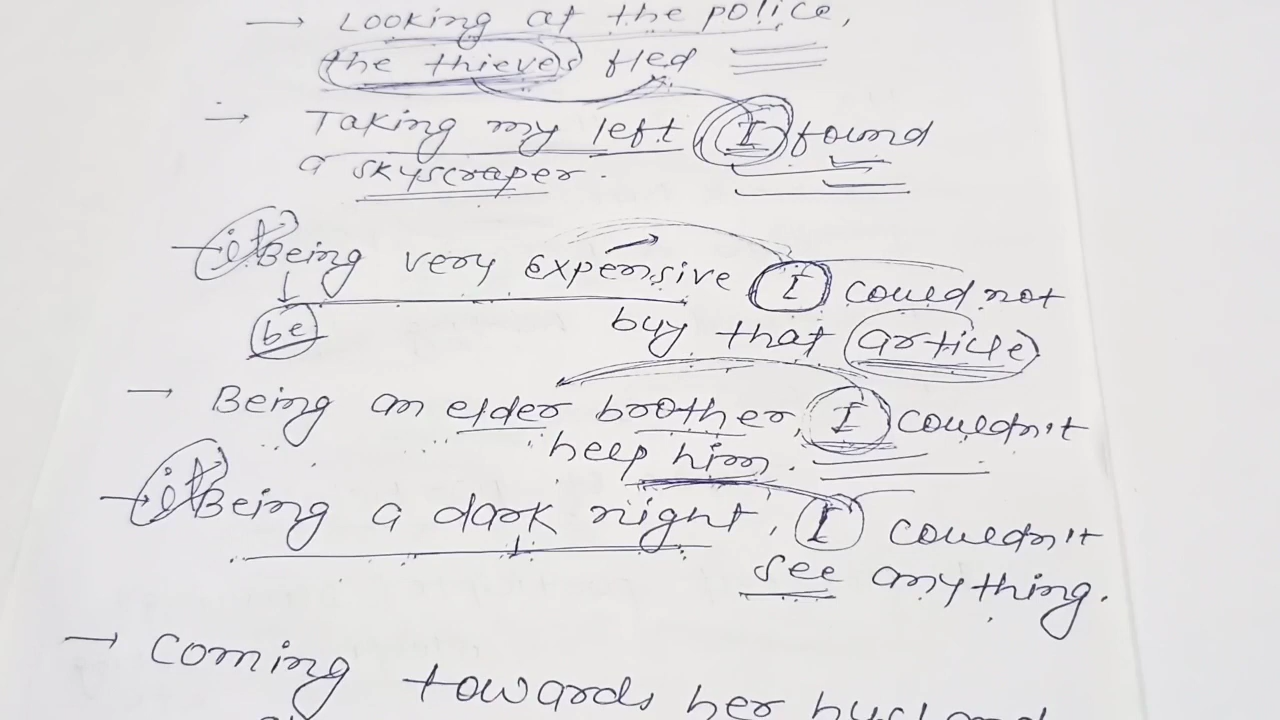 → Looking at the police,
the thieves fled
→ Taking my left I found
a skyscraper.
→ it Being very expensive I could not
be
buy that article
→ Being an elder brother, I couldn't
help him.
→ it Being a dark night, I couldn't
see anything.
→ Coming towards her husband